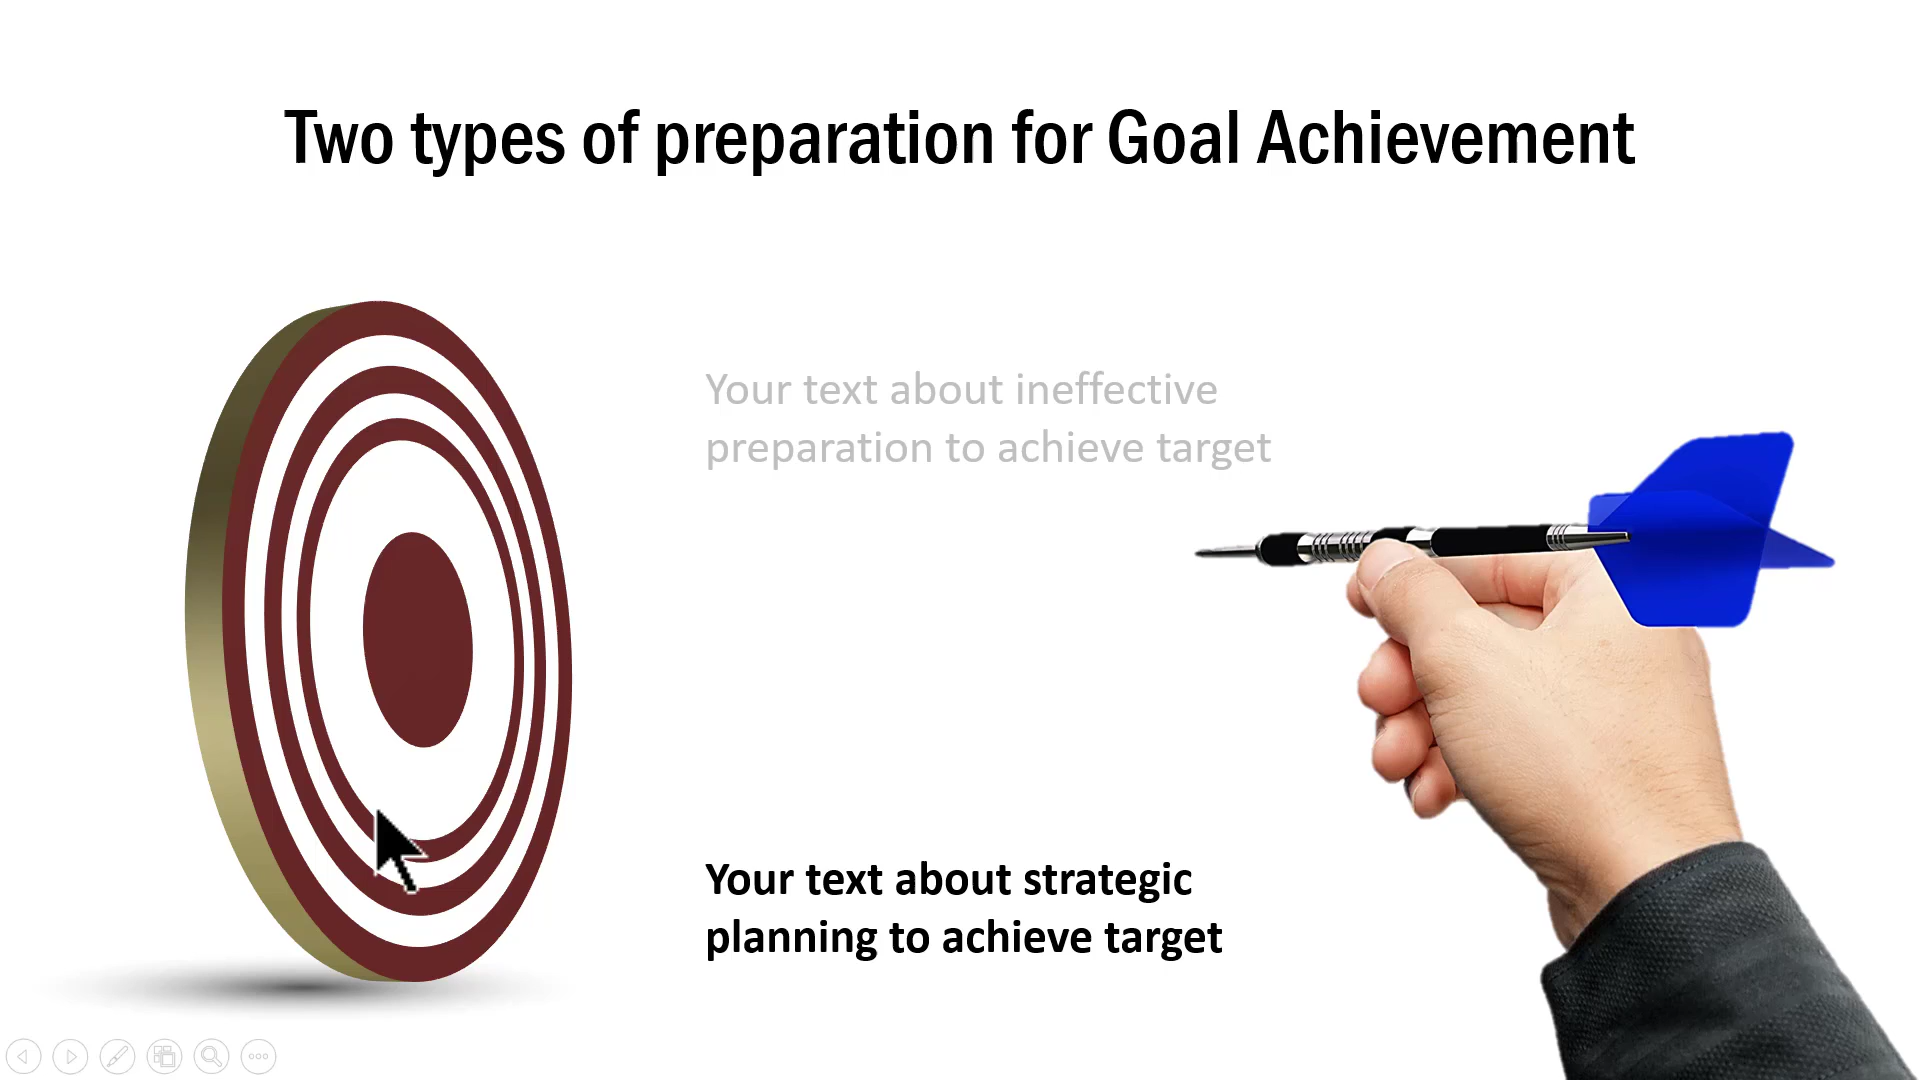 Two types of preparation for Goal Achievement
Your text about ineffective
preparation to achieve target
Your text about strategic
planning to achieve target